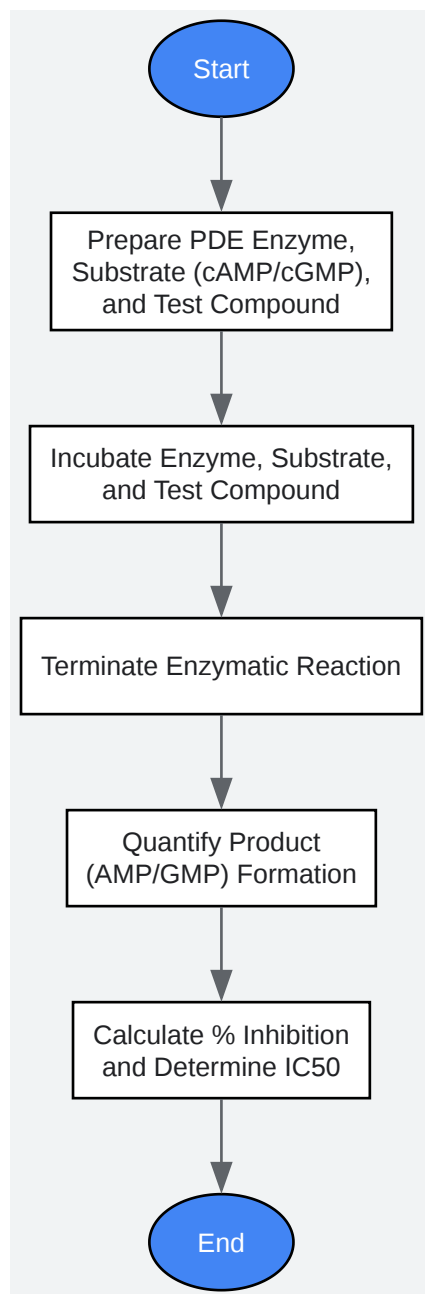 Start
Prepare PDE Enzyme,
Substrate (cAMP/cGMP),
and Test Compound
Incubate Enzyme, Substrate,
and Test Compound
Terminate Enzymatic Reaction
Quantify Product
(AMP/GMP) Formation
Calculate % Inhibition
and Determine IC50
End